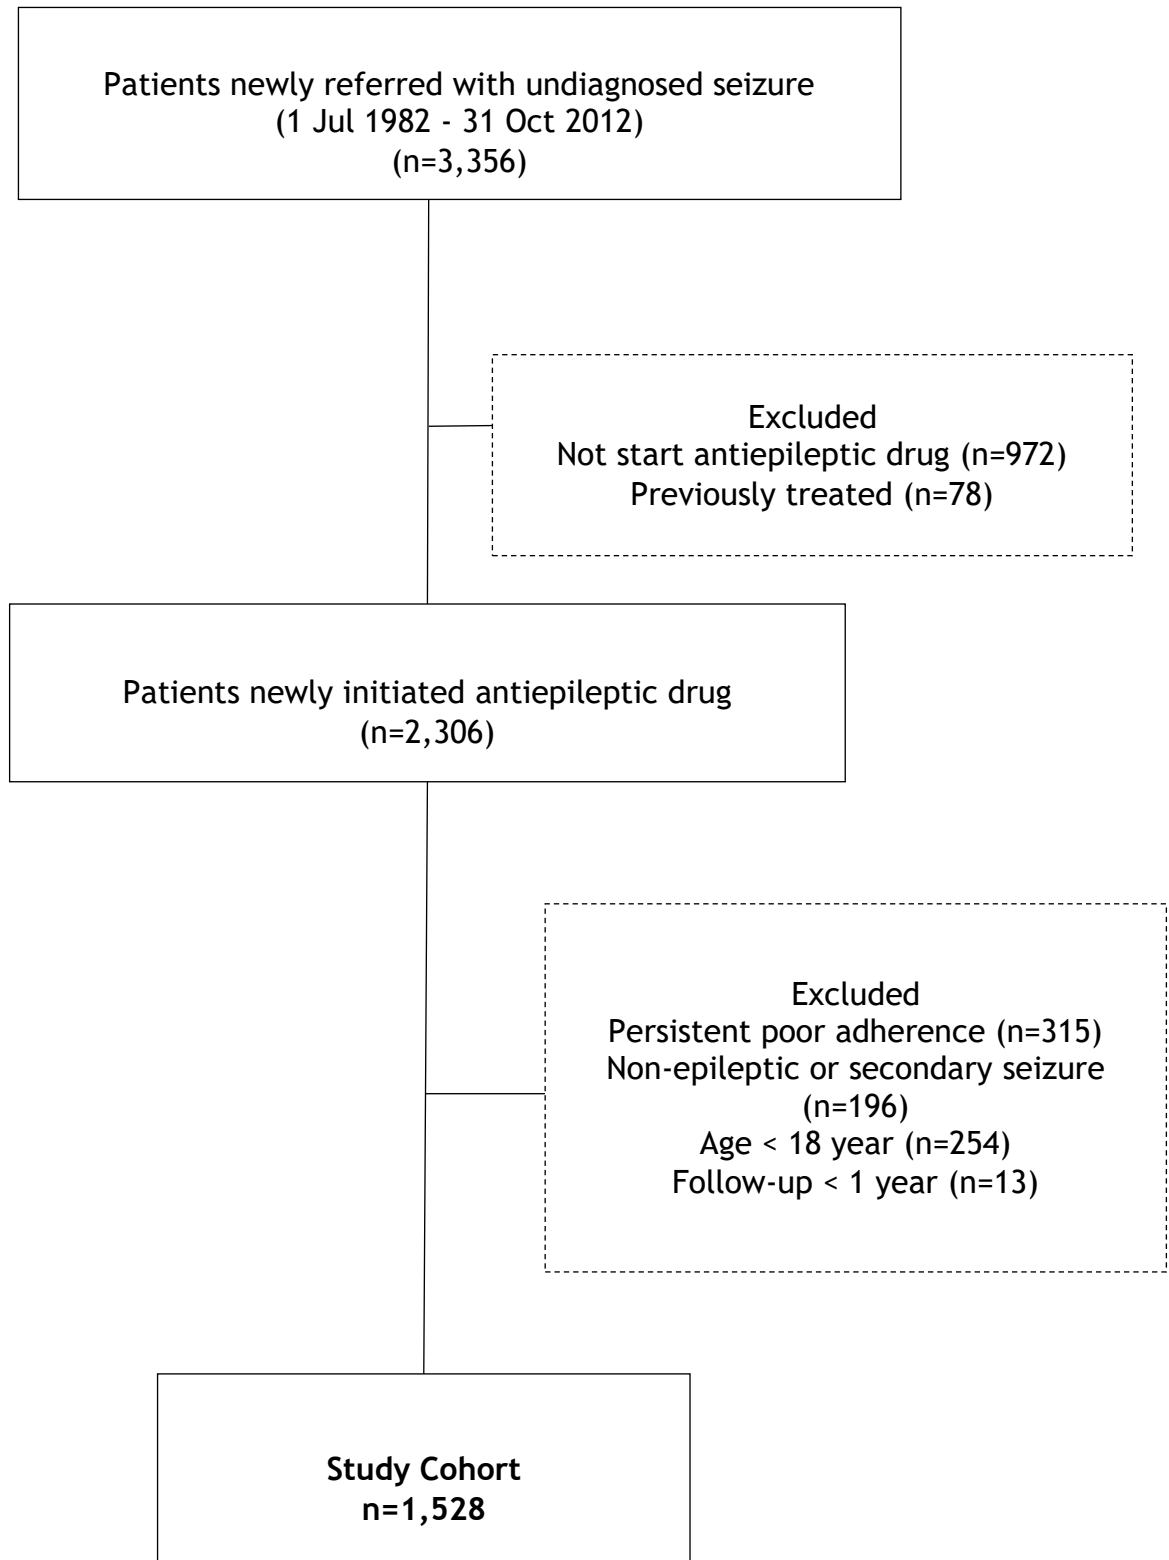 Patients newly referred with undiagnosed seizure
(1 Jul 1982 - 31 Oct 2012)
(n=3,356)
Excluded
Not start antiepileptic drug (n=972)
Previously treated (n=78)
Patients newly initiated antiepileptic drug
(n=2,306)
Excluded
Persistent poor adherence (n=315)
Non-epileptic or secondary seizure
(n=196)
Age < 18 year (n=254)
Follow-up < 1 year (n=13)
Study Cohort
n=1,528